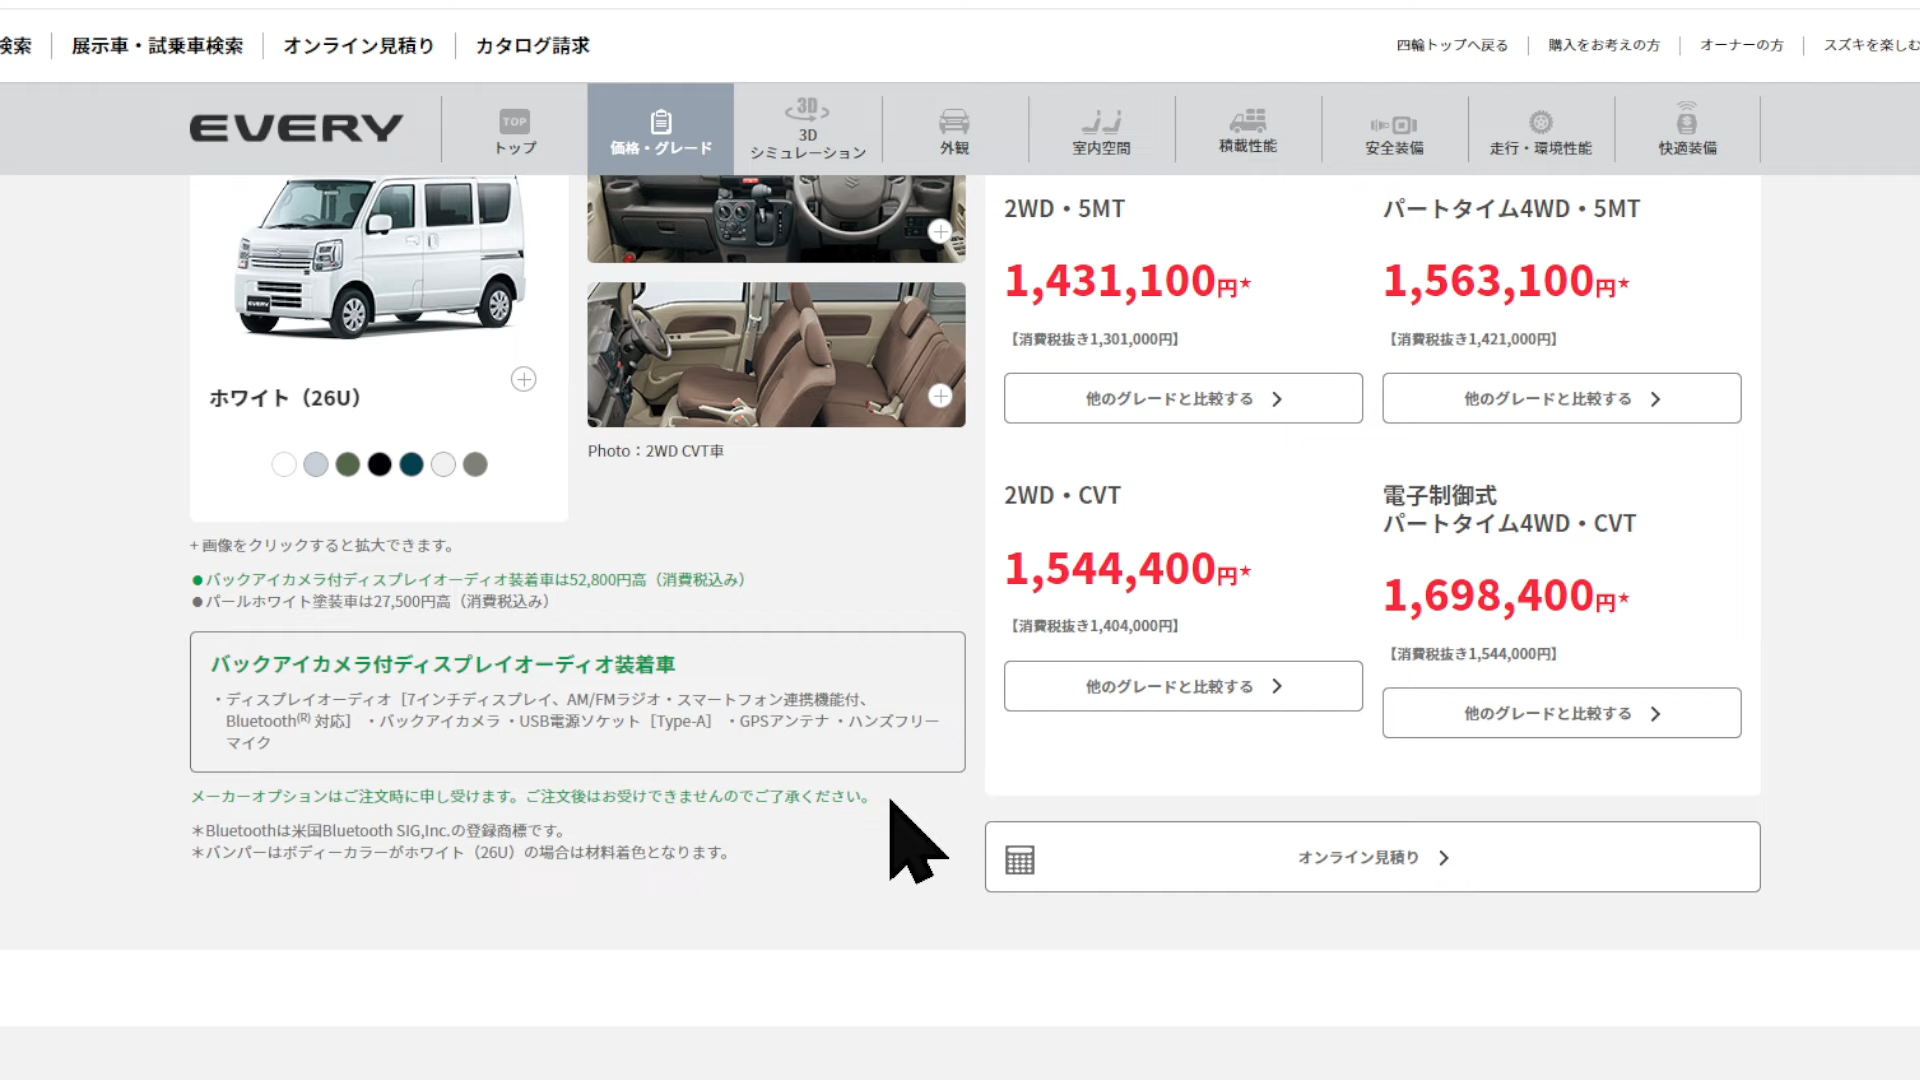 検索
展示車・試乗車検索
オンライン見積り
カタログ請求
四輪トップへ戻る
購入をお考えの方
オーナーの方
スズキを楽しむ
EVERY
TOP
トップ
価格・グレード
3D
3D
シミュレーション
外観
室内空間
積載性能
安全装備
走行・環境性能
快適装備
EVERY
ホワイト（26U）
Photo：2WD CVT車
+ 画像をクリックすると拡大できます。
●バックアイカメラ付ディスプレイオーディオ装着車は52,800円高（消費税込み）
●パールホワイト塗装車は27,500円高（消費税込み）
バックアイカメラ付ディスプレイオーディオ装着車
・ディスプレイオーディオ［7インチディスプレイ、AM/FMラジオ・スマートフォン連携機能付、
Bluetooth(R) 対応］ ・バックアイカメラ ・USB電源ソケット［Type-A］ ・GPSアンテナ ・ハンズフリー
マイク
メーカーオプションはご注文時に申し受けます。ご注文後はお受けできませんのでご了承ください。
＊Bluetoothは米国Bluetooth SIG,Inc.の登録商標です。
＊バンパーはボディーカラーがホワイト（26U）の場合は材料着色となります。
2WD・5MT
1,431,100円★
【消費税抜き1,301,000円】
他のグレードと比較する
パートタイム4WD・5MT
1,563,100円★
【消費税抜き1,421,000円】
他のグレードと比較する
2WD・CVT
1,544,400円★
【消費税抜き1,404,000円】
他のグレードと比較する
電子制御式
パートタイム4WD・CVT
1,698,400円★
【消費税抜き1,544,000円】
他のグレードと比較する
オンライン見積り